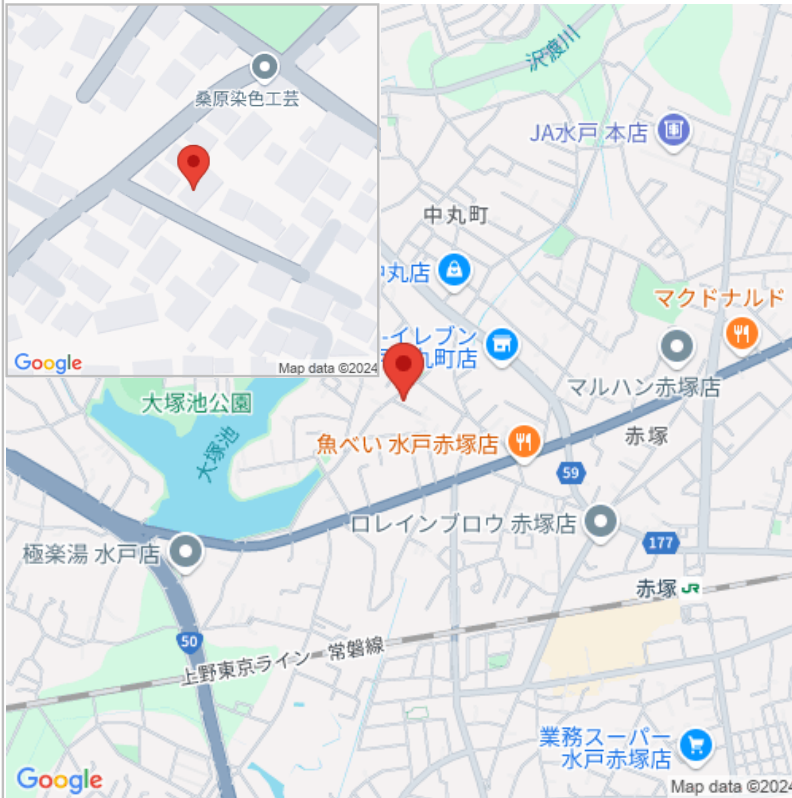 桑原染色工芸
Google
Map data ©2024
沢渡川
JA水戸 本店
中丸町
中丸店
マクドナルド
-イレブン
丸町店
マルハン赤塚店
大塚池公園
大塚池
魚べい 水戸赤塚店
赤塚
59
ロレインブロウ 赤塚店
177
極楽湯 水戸店
赤塚 JR
50
上野東京ライン 常磐線
業務スーパー
水戸赤塚店
Google
Map data ©2024